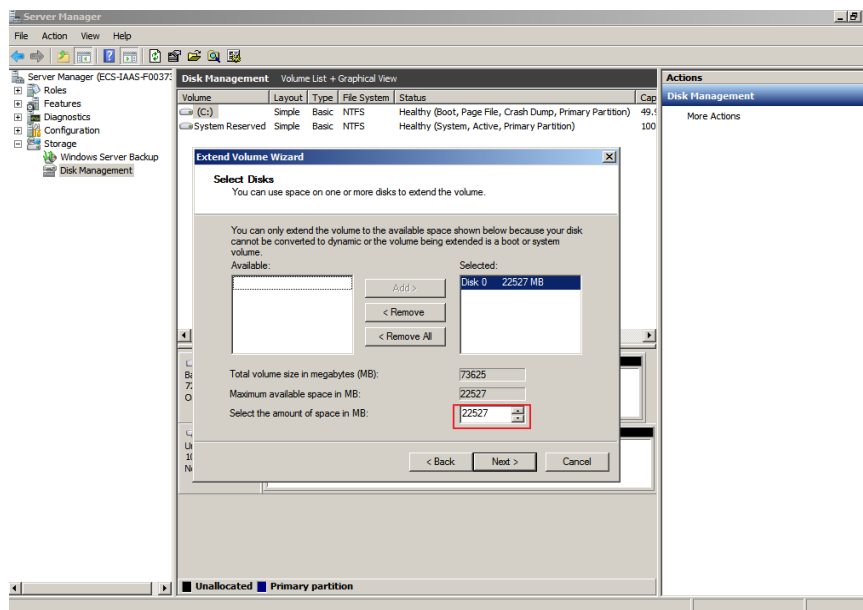 Server Manager
File Action View Help
Server Manager (ECS-IAAS-F00373
Roles
Features
Diagnostics
Configuration
Storage
Windows Server Backup
Disk Management
Disk Management Volume List + Graphical View
Volume Layout Type File System Status Cap
(C:) Simple Basic NTFS Healthy (Boot, Page File, Crash Dump, Primary Partition) 49.9
System Reserved Simple Basic NTFS Healthy (System, Active, Primary Partition) 100
Extend Volume Wizard
Select Disks
You can use space on one or more disks to extend the volume.
You can only extend the volume to the available space shown below because your disk
cannot be converted to dynamic or the volume being extended is a boot or system
volume.
Available: Selected:
Disk 0 22527 MB
Add >
< Remove
< Remove All
Total volume size in megabytes (MB): 73625
Maximum available space in MB: 22527
Select the amount of space in MB: 22527
< Back Next > Cancel
Ba
72
O
Un
10
No
Unallocated Primary partition
Actions
Disk Management
More Actions